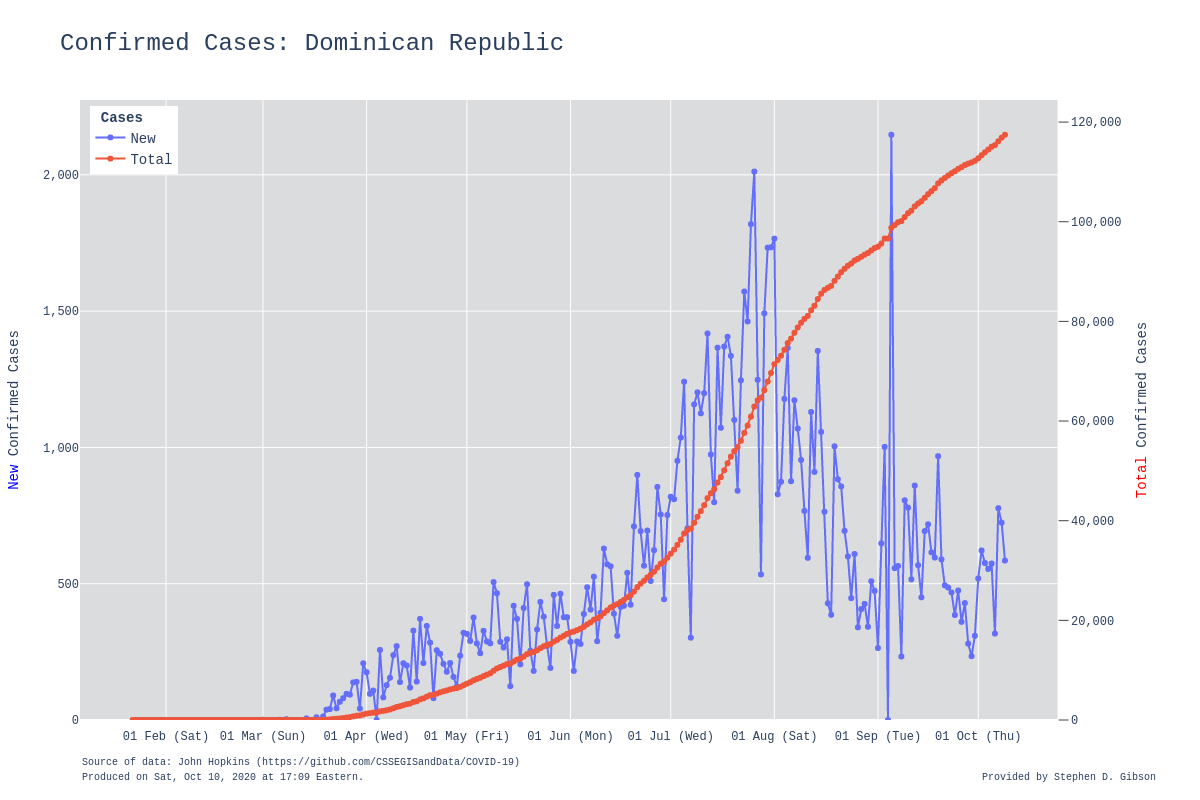 Confirmed Cases: Dominican Republic
Cases
New
Total
2,000
1,500
1,000
500
0
120,000
100,000
80,000
60,000
40,000
20,000
0
New Confirmed Cases
Total Confirmed Cases
01 Feb (Sat) 01 Mar (Sun) 01 Apr (Wed) 01 May (Fri) 01 Jun (Mon) 01 Jul (Wed) 01 Aug (Sat) 01 Sep (Tue) 01 Oct (Thu)
Source of data: John Hopkins (https://github.com/CSSEGISandData/COVID-19)
Produced on Sat, Oct 10, 2020 at 17:09 Eastern.
Provided by Stephen D. Gibson